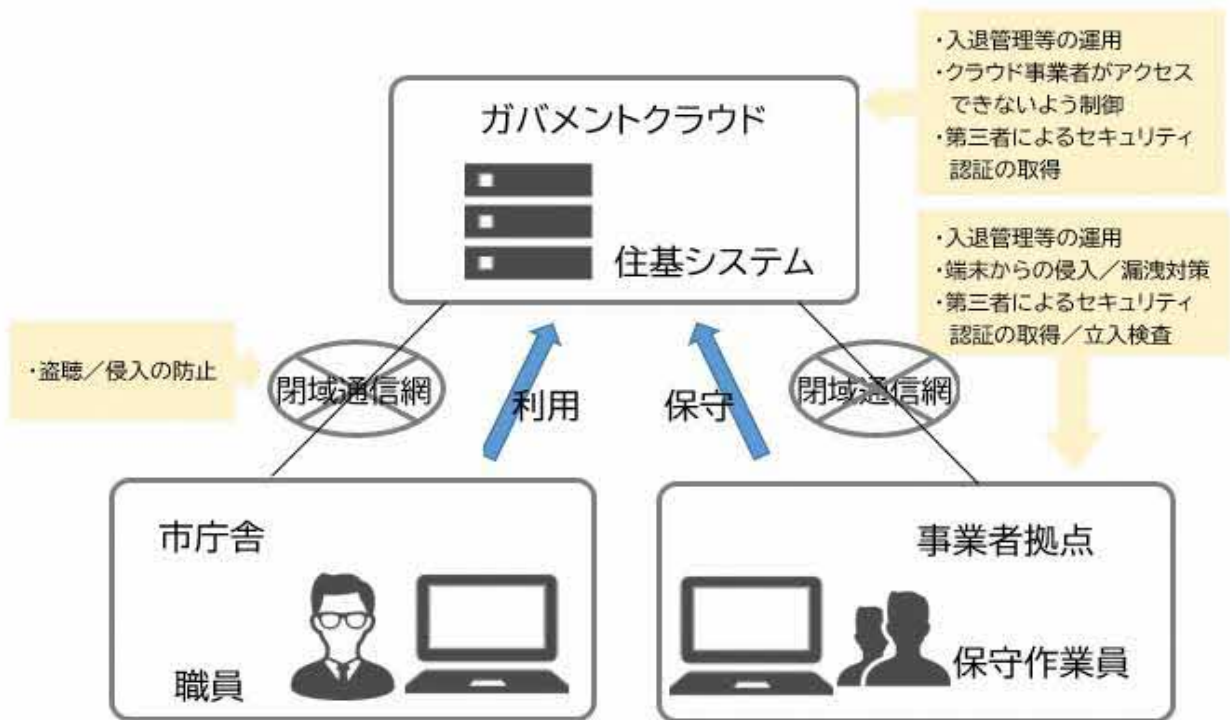 ・入退管理等の運用
・クラウド事業者がアクセス
できないよう制御
・第三者によるセキュリティ
認証の取得
ガバメントクラウド
住基システム
・入退管理等の運用
・端末からの侵入／漏洩対策
・第三者によるセキュリティ
認証の取得／立入検査
・盗聴／侵入の防止
閉域通信網
利用
保守
閉域通信網
市庁舎
職員
事業者拠点
保守作業員